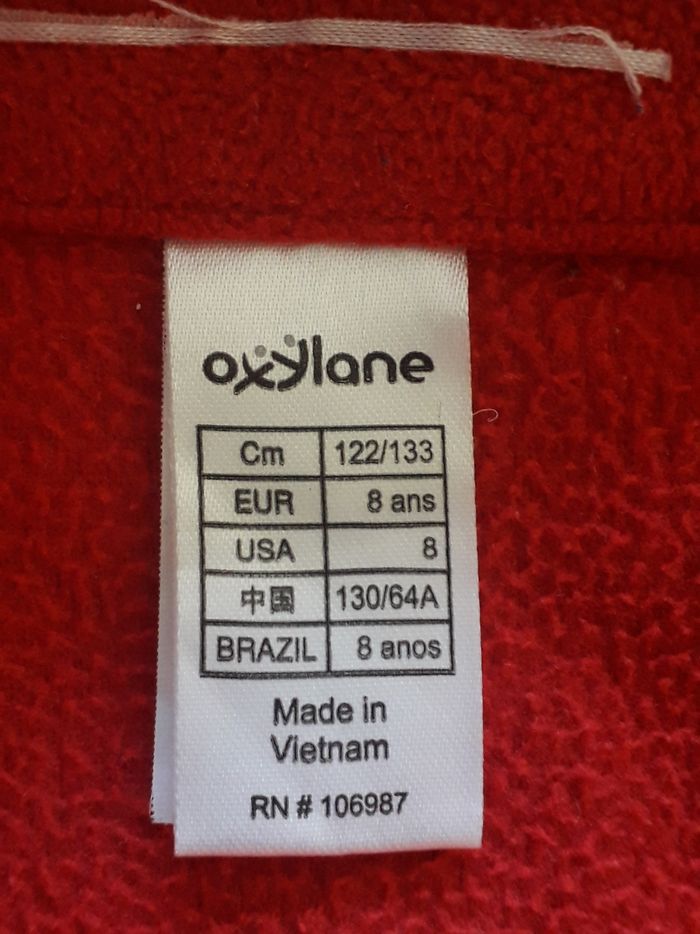 oxylane
Cm 122/133
EUR 8 ans
USA 8
中国 130/64A
BRAZIL 8 anos
Made in
Vietnam
RN # 106987